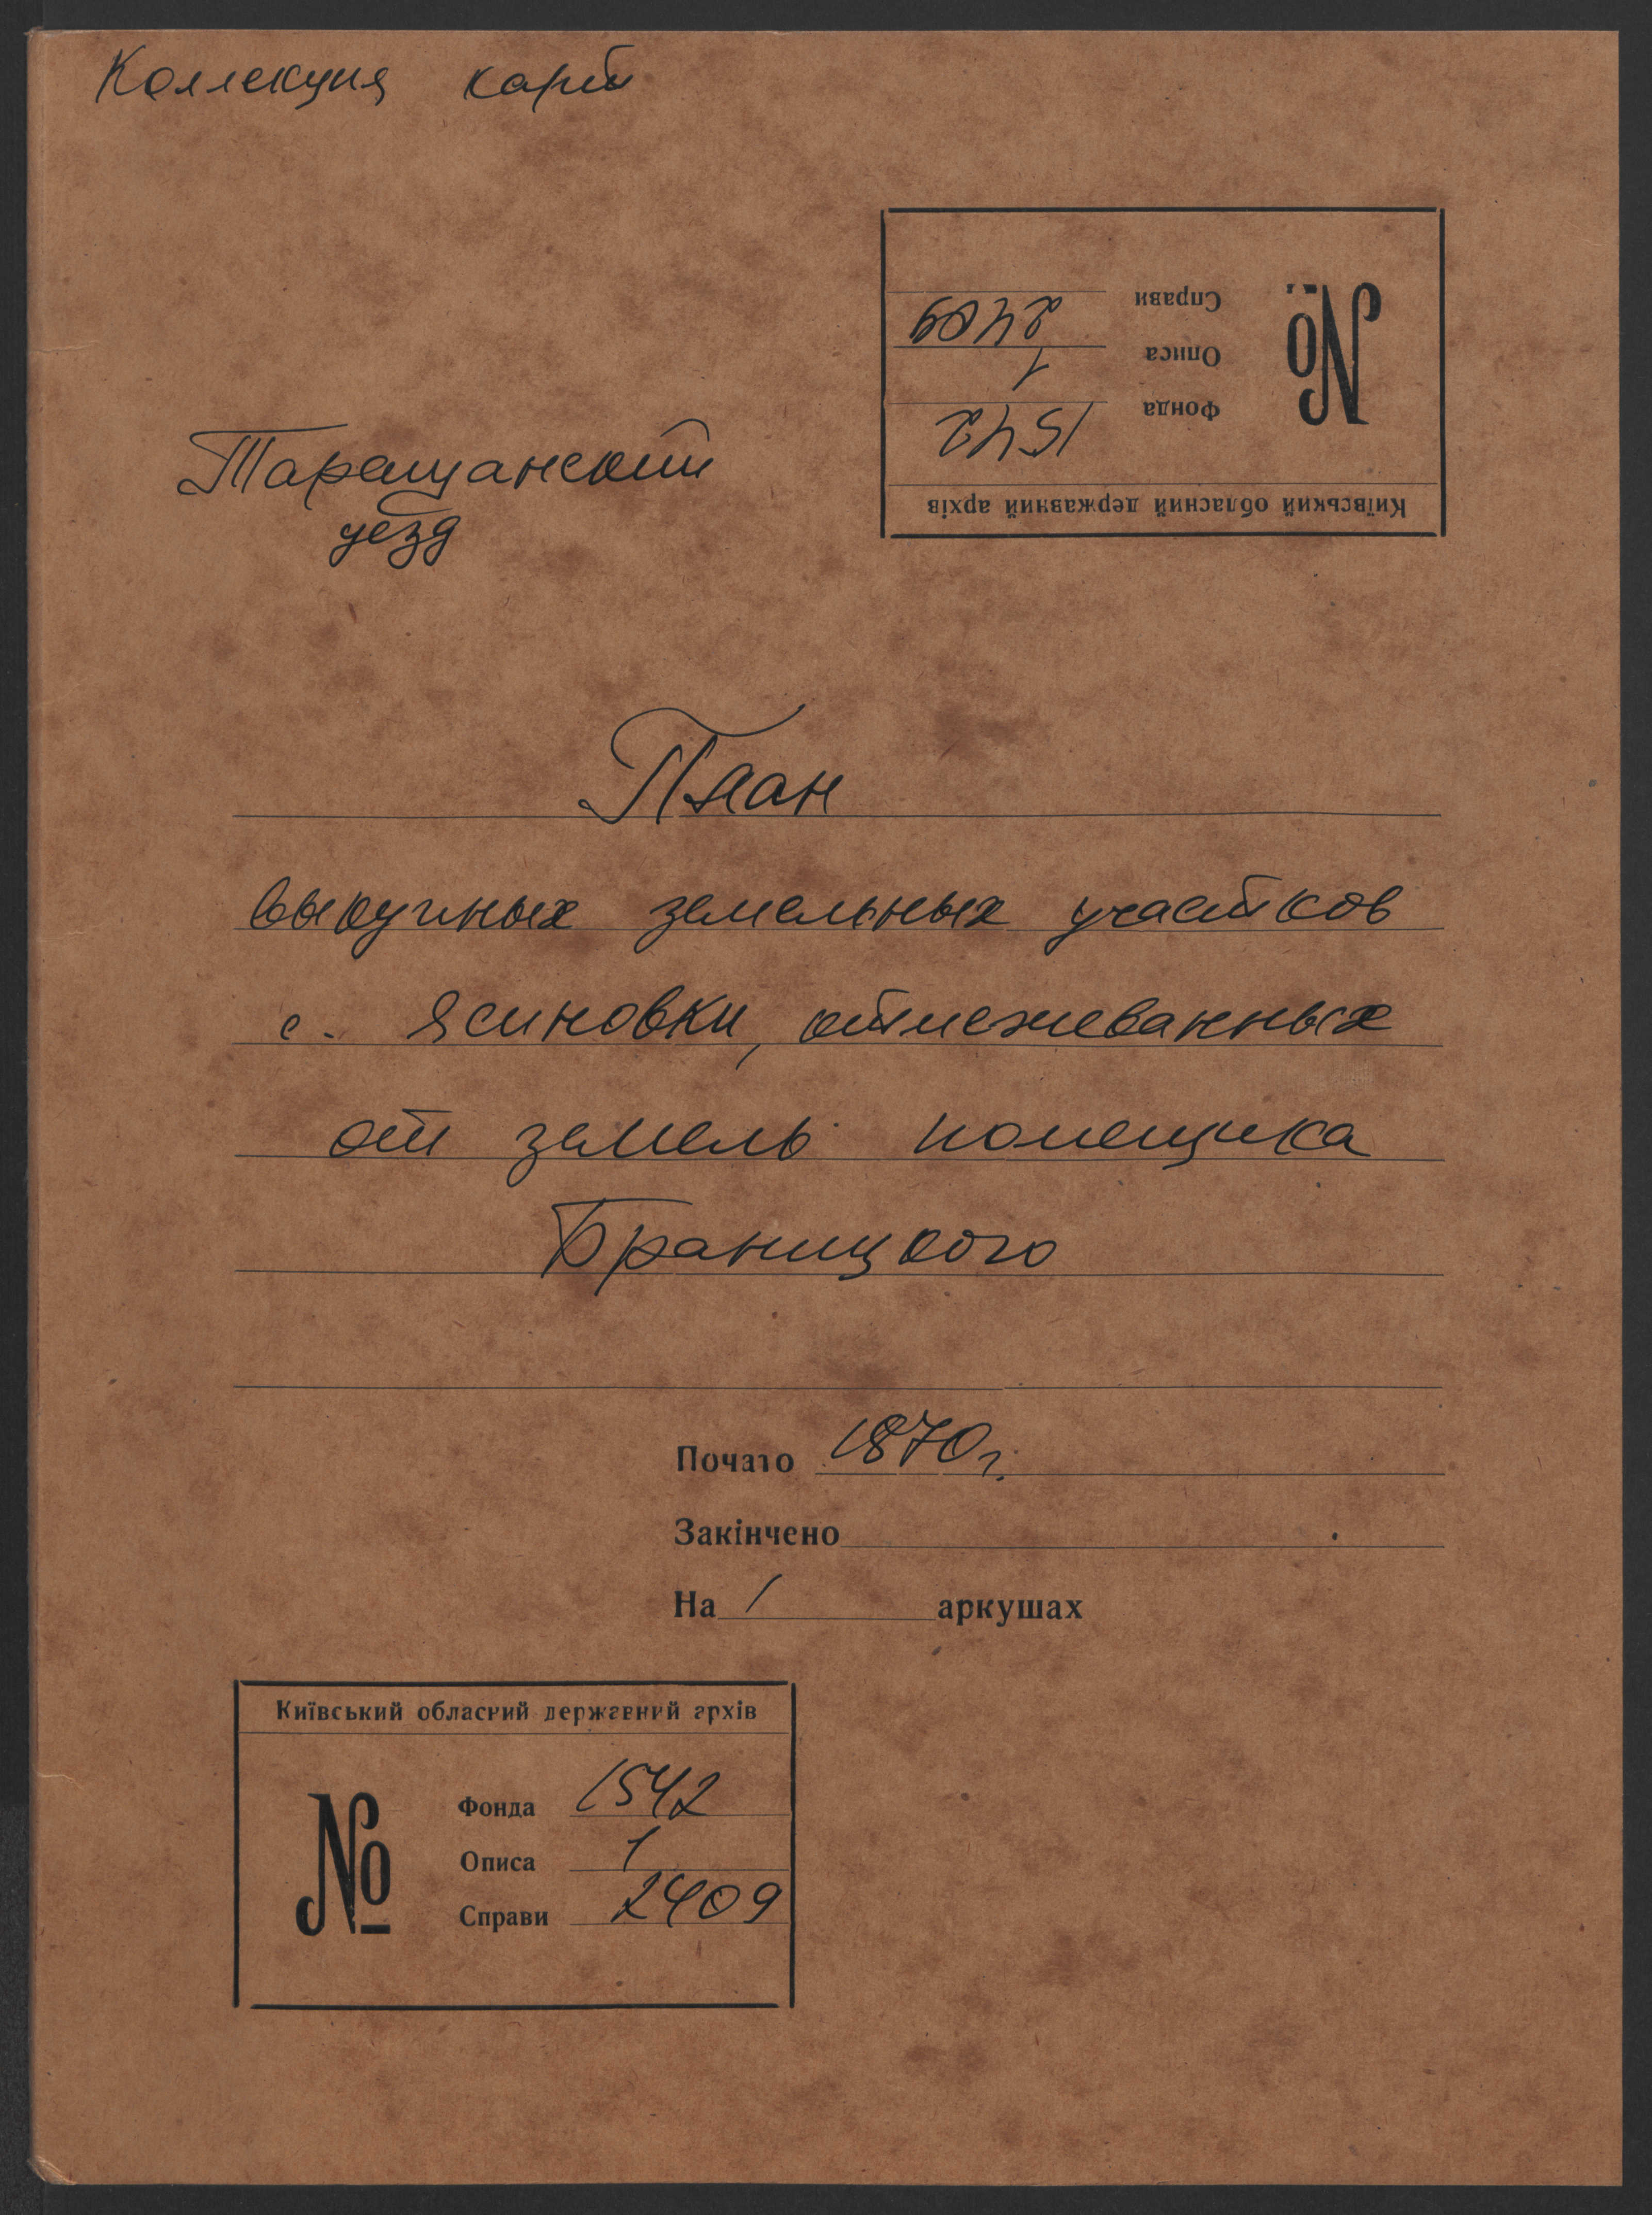 Коллекция карт
Справи 2409
Описа 1
Фонда 1542
Київський обласний державний архів
№
Таращанский
уезд
План
выкупных земельных участков
с. Ясиновки, отмежеванных
от земель помещика
Браницкого
Почато 1870 г.
Закінчено
На 1 аркушах
Київський обласний державний архів
№
Фонда 1542
Описа 1
Справи 2409